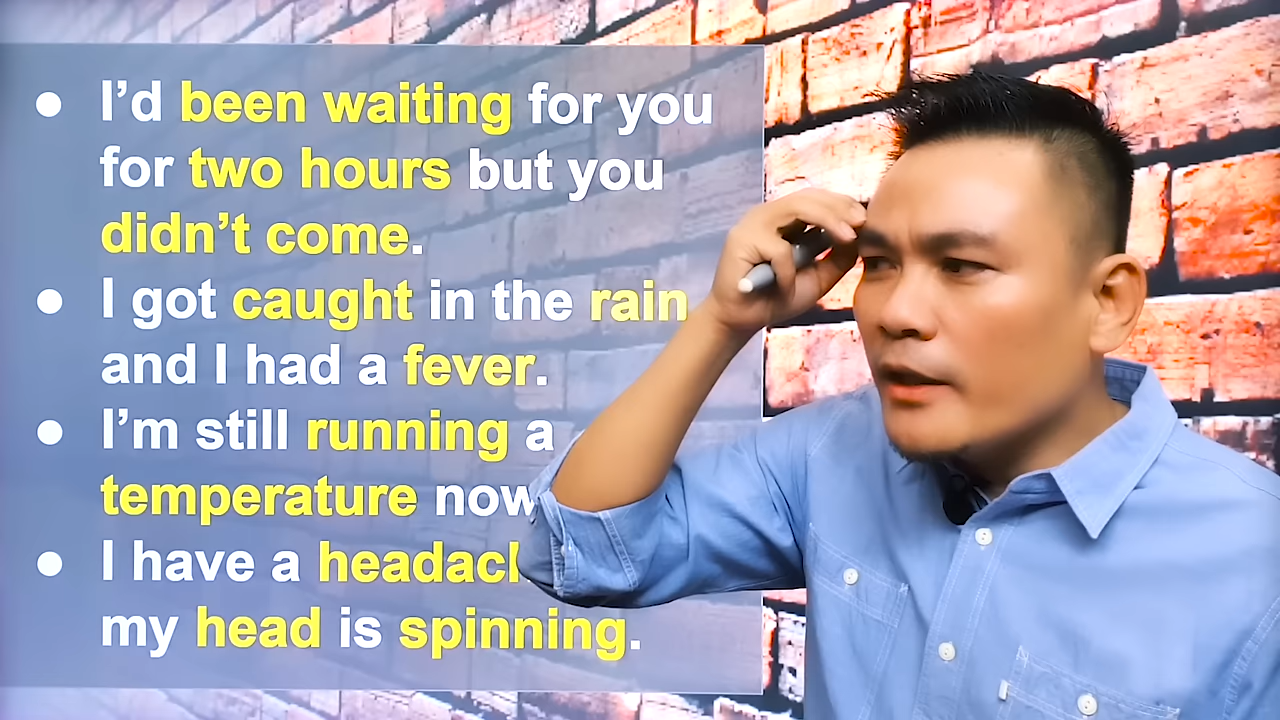 ● I’d been waiting for you
for two hours but you
didn’t come.
● I got caught in the rain
and I had a fever.
● I’m still running a
temperature now
● I have a
my head is spinning.